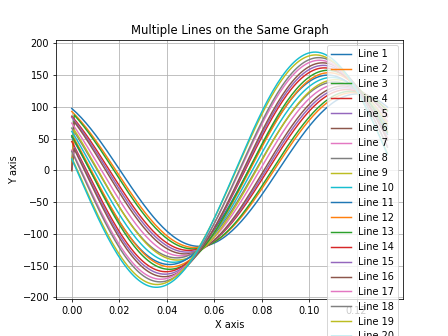 Multiple Lines on the Same Graph
200
150
100
50
0
−50
−100
−150
−200
Y axis
0.00
0.02
0.04
0.06
0.08
0.10
X axis
Line 1
Line 2
Line 3
Line 4
Line 5
Line 6
Line 7
Line 8
Line 9
Line 10
Line 11
Line 12
Line 13
Line 14
Line 15
Line 16
Line 17
Line 18
Line 19
Line 20